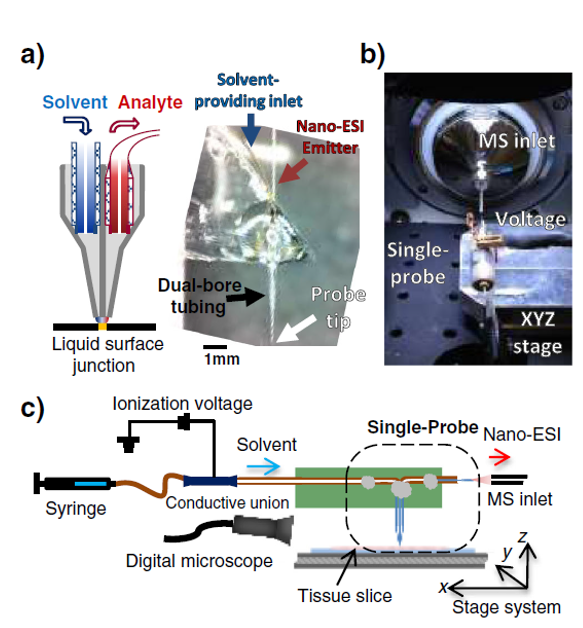 a)
Solvent
Analyte
Liquid surface
junction
Solvent-
providing inlet
Nano-ESI
Emitter
Dual-bore
tubing
Probe
tip
1mm
b)
MS inlet
Voltage
Single-
probe
XYZ
stage
c)
Ionization voltage
Solvent
Single-Probe
Nano-ESI
Syringe
Conductive union
MS inlet
Digital microscope
Tissue slice
z
y
x
Stage system